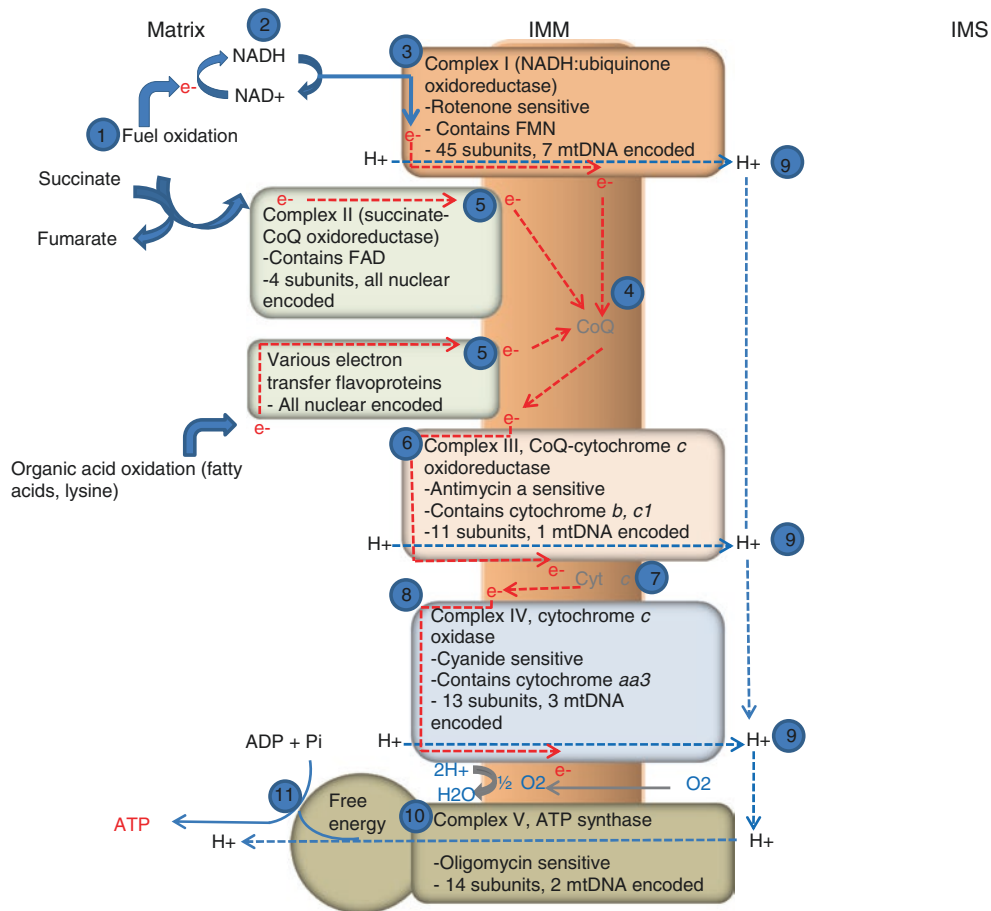 Matrix
IMM
IMS
2
NADH
NAD+
e-
1 Fuel oxidation
3
Complex I (NADH:ubiquinone
oxidoreductase)
-Rotenone sensitive
- Contains FMN
- 45 subunits, 7 mtDNA encoded
e-
H+
H+
9
e-
Succinate
Fumarate
e-
5
e-
Complex II (succinate-
CoQ oxidoreductase)
-Contains FAD
-4 subunits, all nuclear
encoded
4
CoQ
5
e-
Various electron
transfer flavoproteins
- All nuclear encoded
e-
e-
Organic acid oxidation (fatty
acids, lysine)
6
Complex III, CoQ-cytochrome c
oxidoreductase
-Antimycin a sensitive
-Contains cytochrome b, c1
-11 subunits, 1 mtDNA encoded
H+
H+
9
e-
Cyt c
7
e-
8
Complex IV, cytochrome c
oxidase
-Cyanide sensitive
-Contains cytochrome aa3
- 13 subunits, 3 mtDNA
encoded
H+
H+
9
e-
2H+
H2O
½ O2
O2
ADP + Pi
11
ATP
Free
energy
10
Complex V, ATP synthase
H+
H+
-Oligomycin sensitive
- 14 subunits, 2 mtDNA encoded